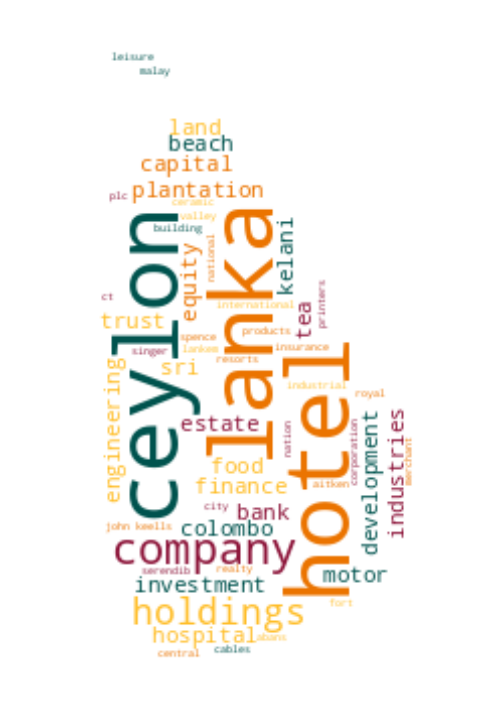 leisure
malay
land
beach
capital
plantation
plc
ceramic
valley
building
ceylon
lanka
national
equity
kelani
ct
international
tea
printers
trust
products
spence
singer
lankem
insurance
resorts
sri
hotel
engineering
industrial
royal
estate
nation
corporation
development
industries
merchant
food
finance
aitken
city
bank
john keells
colombo
company
serendib
realty
motor
investment
holdings
fort
hospital
abans
central
cables